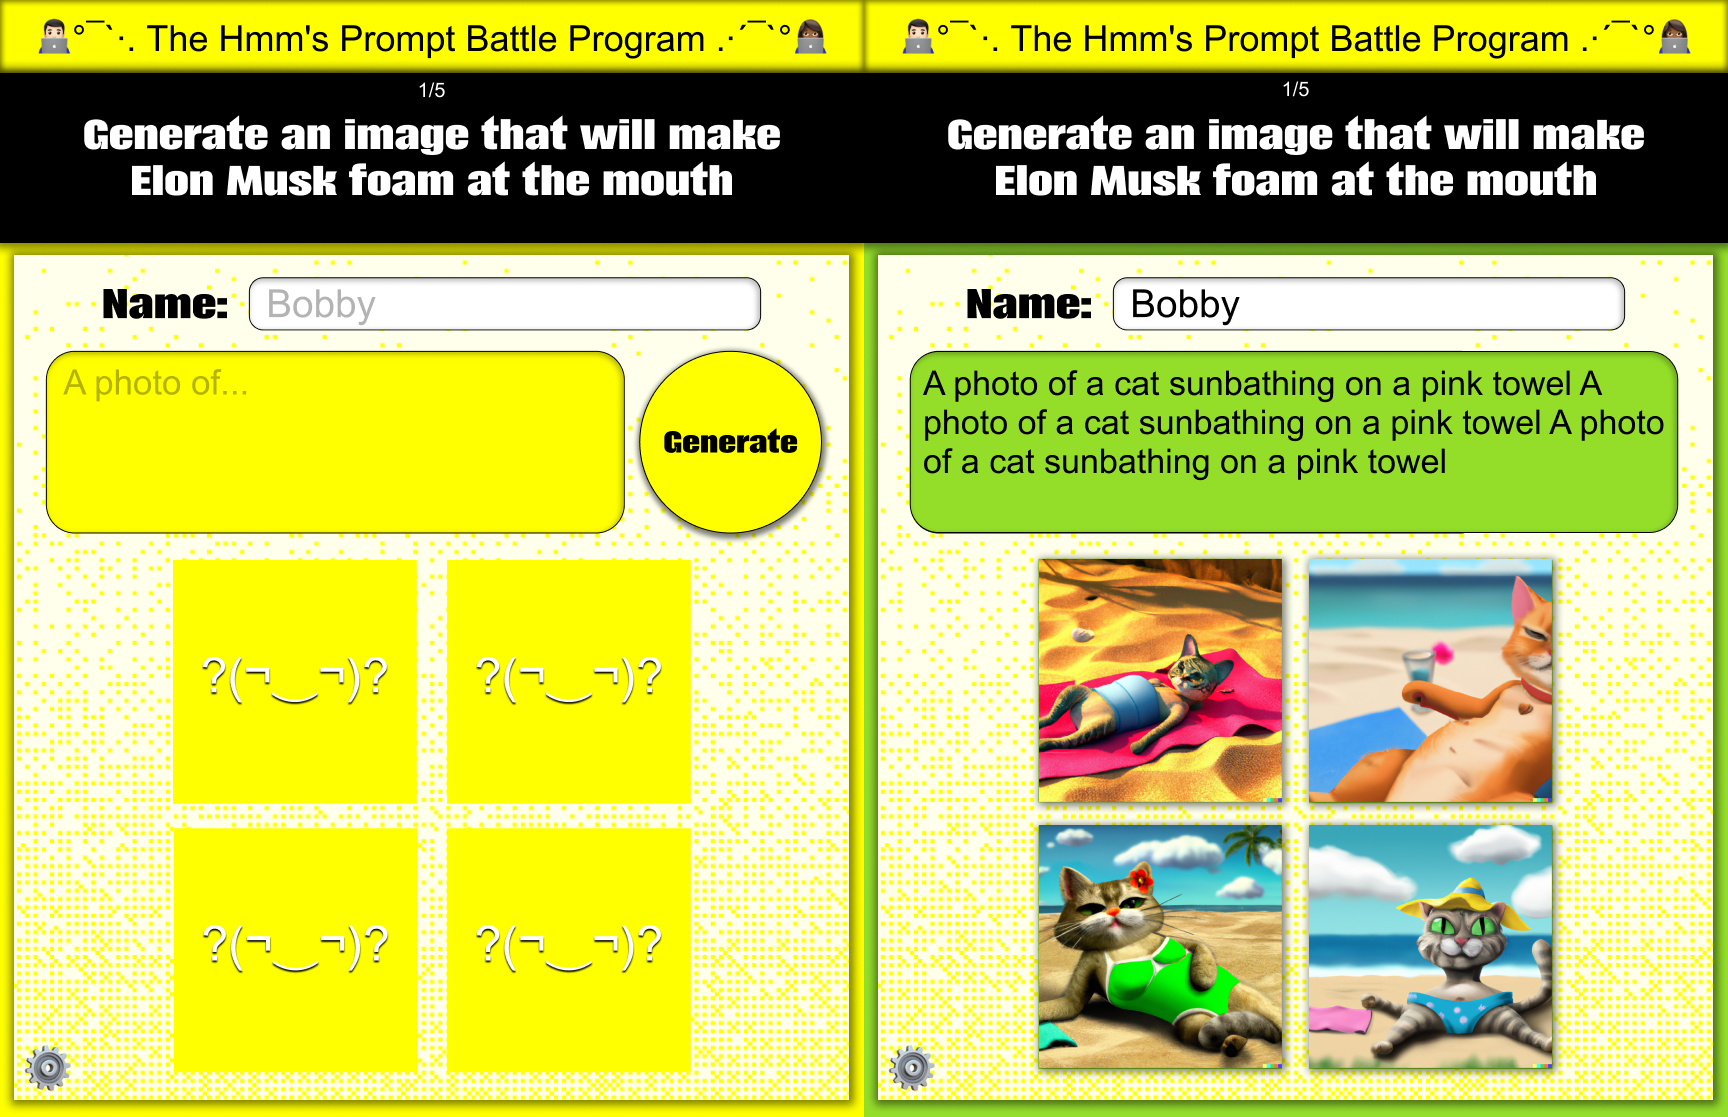 👨🏻‍💻°¯`·. The Hmm's Prompt Battle Program .·´¯`°👩🏾‍💻
1/5
Generate an image that will make
Elon Musk foam at the mouth
Name: Bobby
A photo of...
Generate
?(¬‿¬)? ?(¬‿¬)?
?(¬‿¬)? ?(¬‿¬)?
👨🏻‍💻°¯`·. The Hmm's Prompt Battle Program .·´¯`°👩🏾‍💻
1/5
Generate an image that will make
Elon Musk foam at the mouth
Name: Bobby
A photo of a cat sunbathing on a pink towel A
photo of a cat sunbathing on a pink towel A photo
of a cat sunbathing on a pink towel